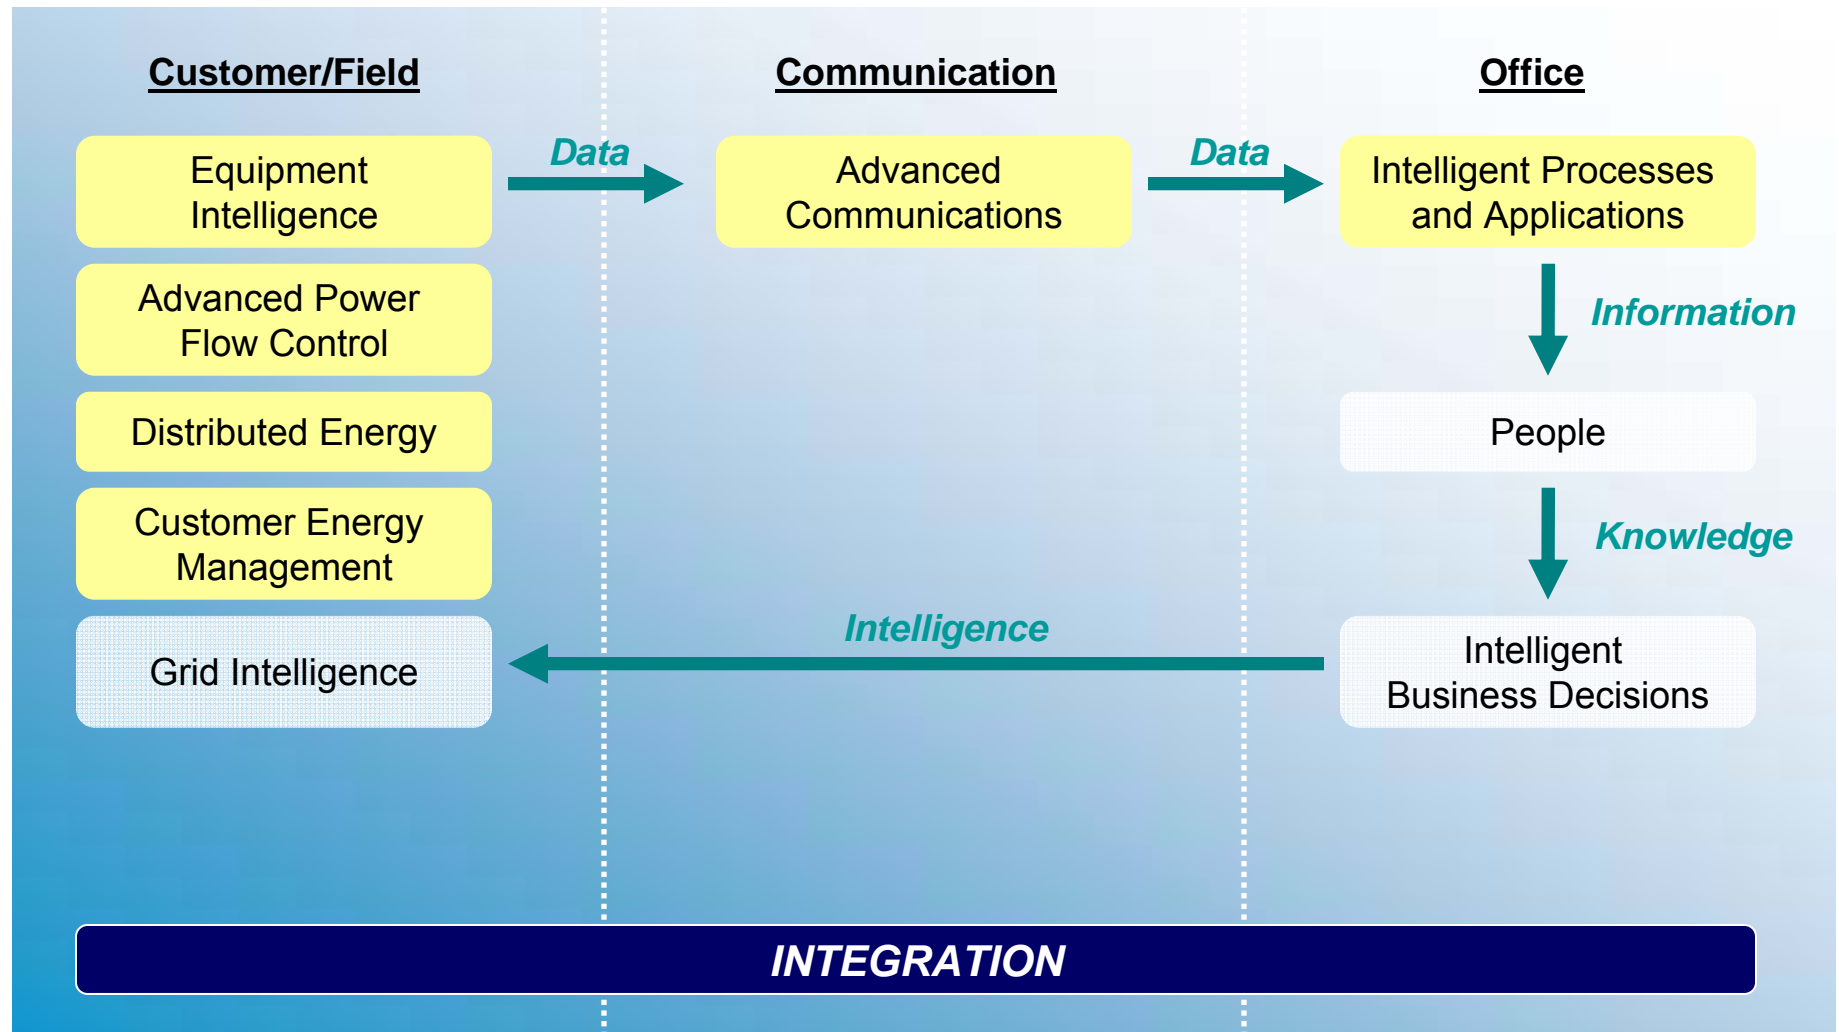 Customer/Field
Communication
Office
Equipment
Intelligence
Data
Advanced
Communications
Data
Intelligent Processes
and Applications
Advanced Power
Flow Control
Information
Distributed Energy
People
Customer Energy
Management
Knowledge
Grid Intelligence
Intelligence
Intelligent
Business Decisions
INTEGRATION